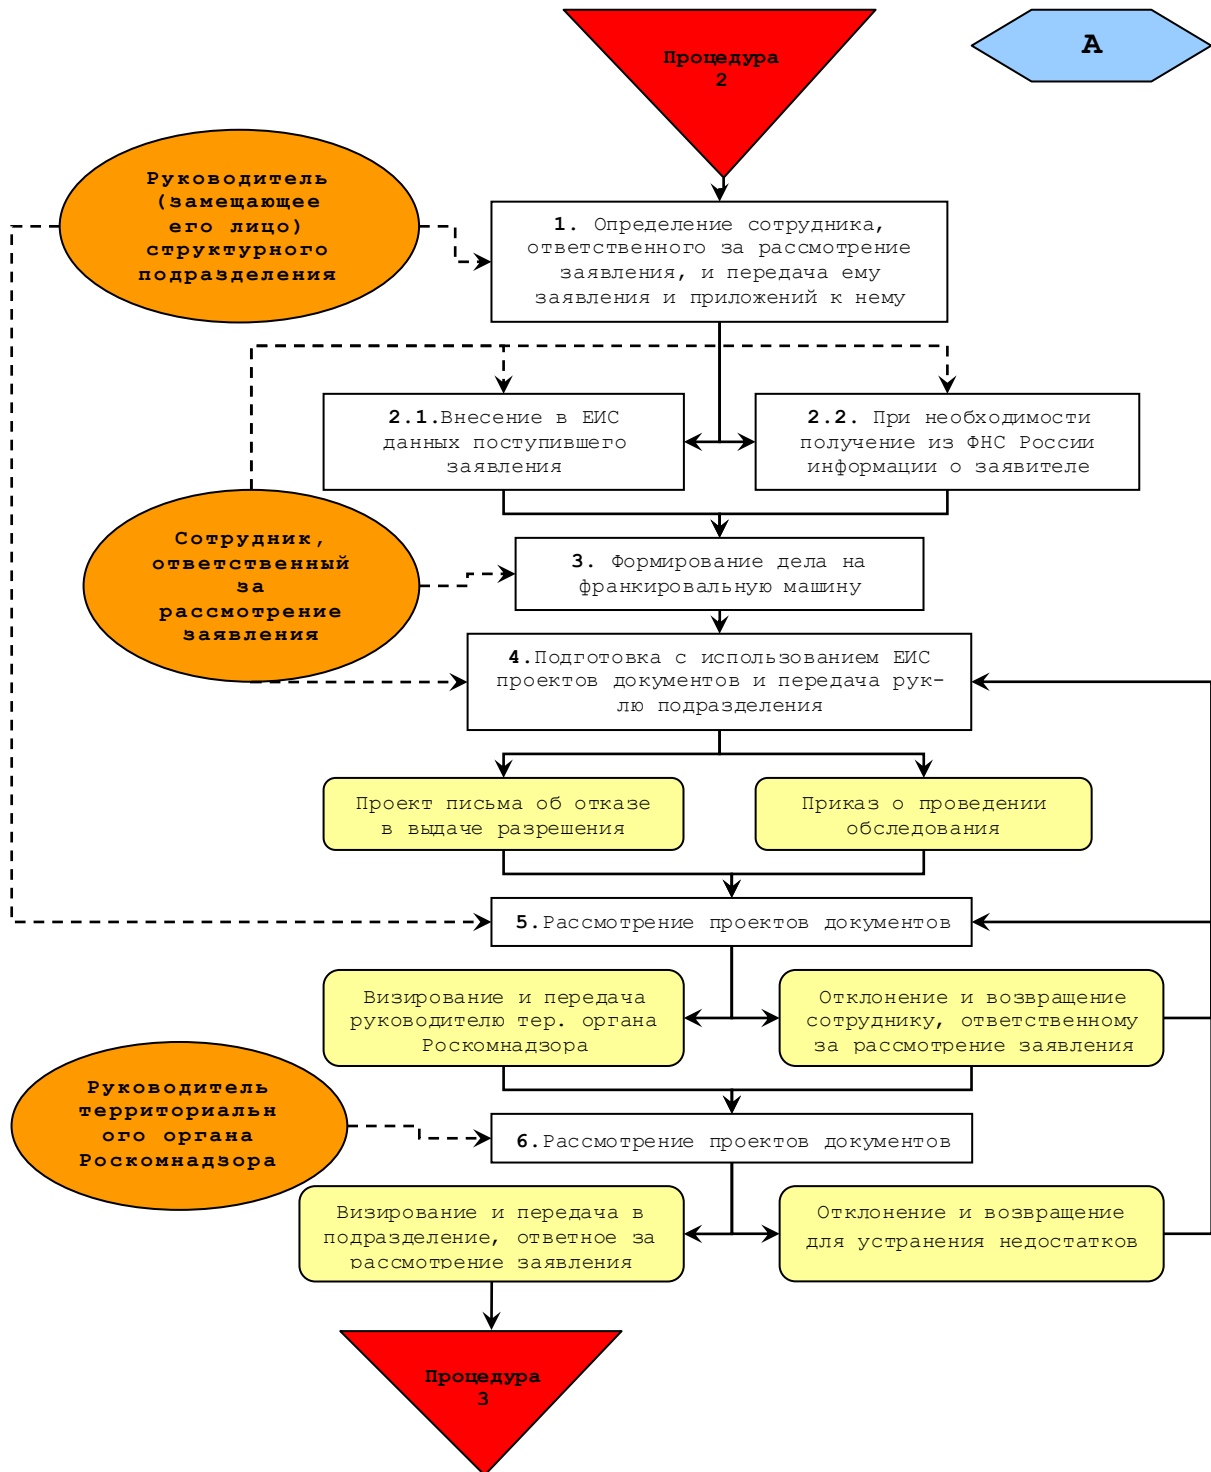 Процедура
2
А
Руководитель
(замещающее
его лицо)
структурного
подразделения
1. Определение сотрудника,
ответственного за рассмотрение
заявления, и передача ему
заявления и приложений к нему
2.1.Внесение в ЕИС
данных поступившего
заявления
2.2. При необходимости
получение из ФНС России
информации о заявителе
Сотрудник,
ответственный
за
рассмотрение
заявления
3. Формирование дела на
франкировальную машину
4.Подготовка с использованием ЕИС
проектов документов и передача рук-
лю подразделения
Проект письма об отказе
в выдаче разрешения
Приказ о проведении
обследования
5.Рассмотрение проектов документов
Визирование и передача
руководителю тер. органа
Роскомнадзора
Отклонение и возвращение
сотруднику, ответственному
за рассмотрение заявления
Руководитель
территориальн
ого органа
Роскомнадзора
6.Рассмотрение проектов документов
Визирование и передача в
подразделение, ответное за
рассмотрение заявления
Отклонение и возвращение
для устранения недостатков
Процедура
3